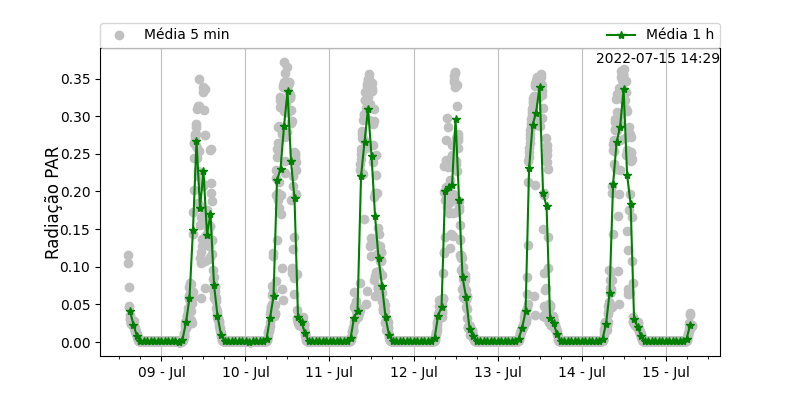 Média 5 min
Média 1 h
2022-07-15 14:29
Radiação PAR
0.35
0.30
0.25
0.20
0.15
0.10
0.05
0.00
09 - Jul
10 - Jul
11 - Jul
12 - Jul
13 - Jul
14 - Jul
15 - Jul